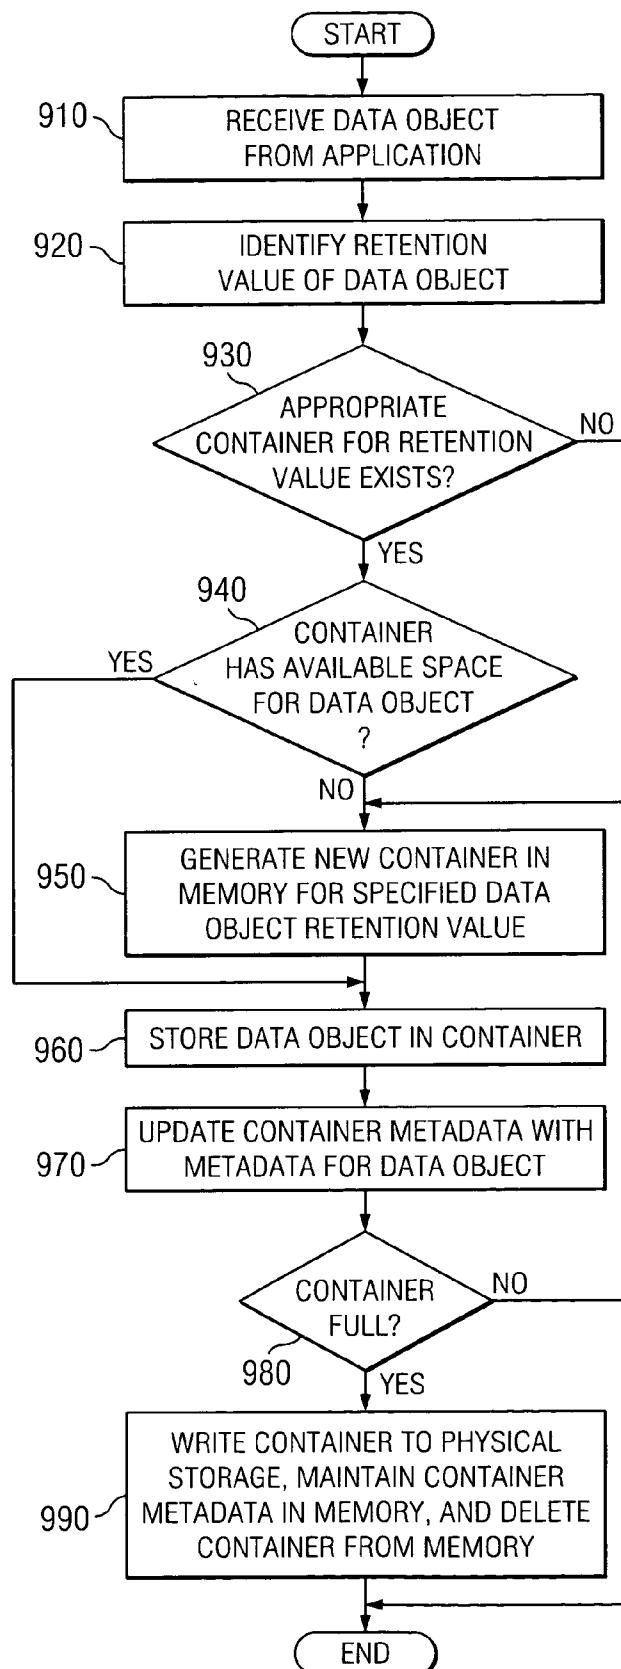 START
910
RECEIVE DATA OBJECT
FROM APPLICATION
920
IDENTIFY RETENTION
VALUE OF DATA OBJECT
930
APPROPRIATE
CONTAINER FOR RETENTION
VALUE EXISTS?
NO
YES
940
CONTAINER
HAS AVAILABLE SPACE
FOR DATA OBJECT
?
YES
NO
950
GENERATE NEW CONTAINER IN
MEMORY FOR SPECIFIED DATA
OBJECT RETENTION VALUE
960
STORE DATA OBJECT IN CONTAINER
970
UPDATE CONTAINER METADATA WITH
METADATA FOR DATA OBJECT
CONTAINER
FULL?
NO
980
YES
990
WRITE CONTAINER TO PHYSICAL
STORAGE, MAINTAIN CONTAINER
METADATA IN MEMORY, AND DELETE
CONTAINER FROM MEMORY
END